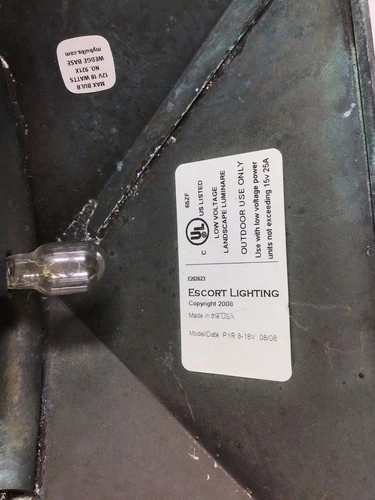 MAX BULB
12V 18 WATTS
NO. 921X
WEDGE BASE
mybulbs.com
65ZF
C UL US LISTED
LOW VOLTAGE
LANDSCAPE LUMINARE
OUTDOOR USE ONLY
Use with low voltage power
units not exceeding 15v 25A
E202623
ESCORT LIGHTING
Copyright 2008
Made in the USA
Model/Date PYR 8-18V 08/08